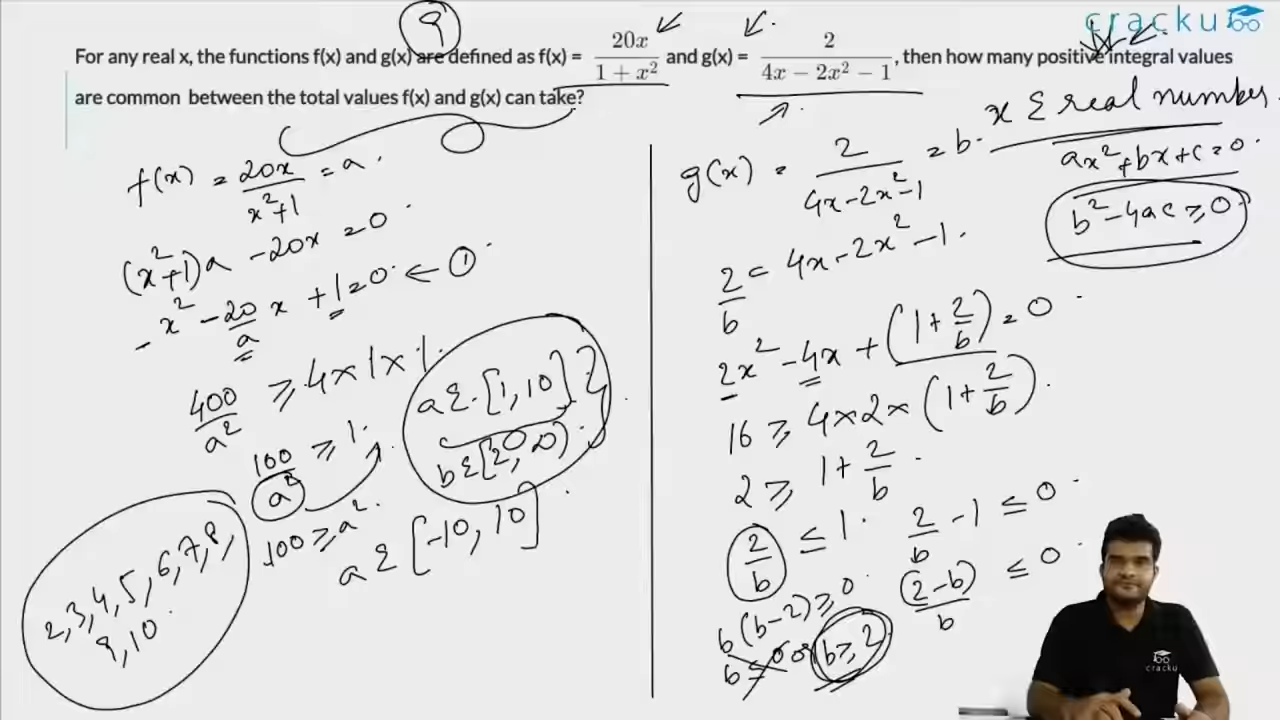 9
cracku
For any real x, the functions f(x) and g(x) are defined as f(x) = 20x / (1 + x²) and g(x) = 2 / (4x − 2x² − 1), then how many positive integral values
are common between the total values f(x) and g(x) can take?
f(x) = 20x / (x²+1) = a.
(x²+1)a - 20x = 0
x² - 20/a x + 1 = 0 ← ①
400/a² ≥ 4×1×1.
100/a² ≥ 1.
100 ≥ a².
a ε [-10, 10]
a ε [1, 10]
b ε [2, ∞)
2, 3, 4, 5, 6, 7, 8,
9, 10
x ε real number.
ax² + bx + c = 0.
b² - 4ac ≥ 0
g(x) = 2 / (4x-2x²-1) = b.
2/b = 4x - 2x² - 1.
2x² - 4x + (1 + 2/b) = 0
16 ≥ 4×2×(1 + 2/b).
2 ≥ 1 + 2/b.
2/b ≤ 1.
2/b - 1 ≤ 0
(2-b)/b ≤ 0
b(b-2) ≥ 0
b ≤ 0 or b ≥ 2
cracku